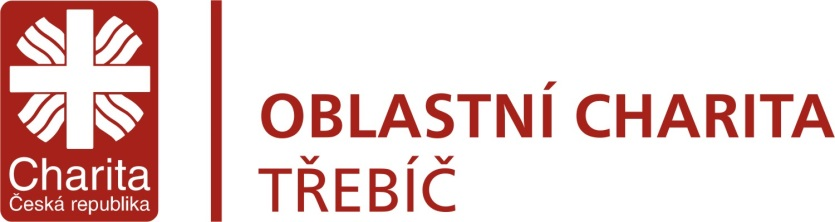 Charita
Česká republika
OBLASTNÍ CHARITA
TŘEBÍČ